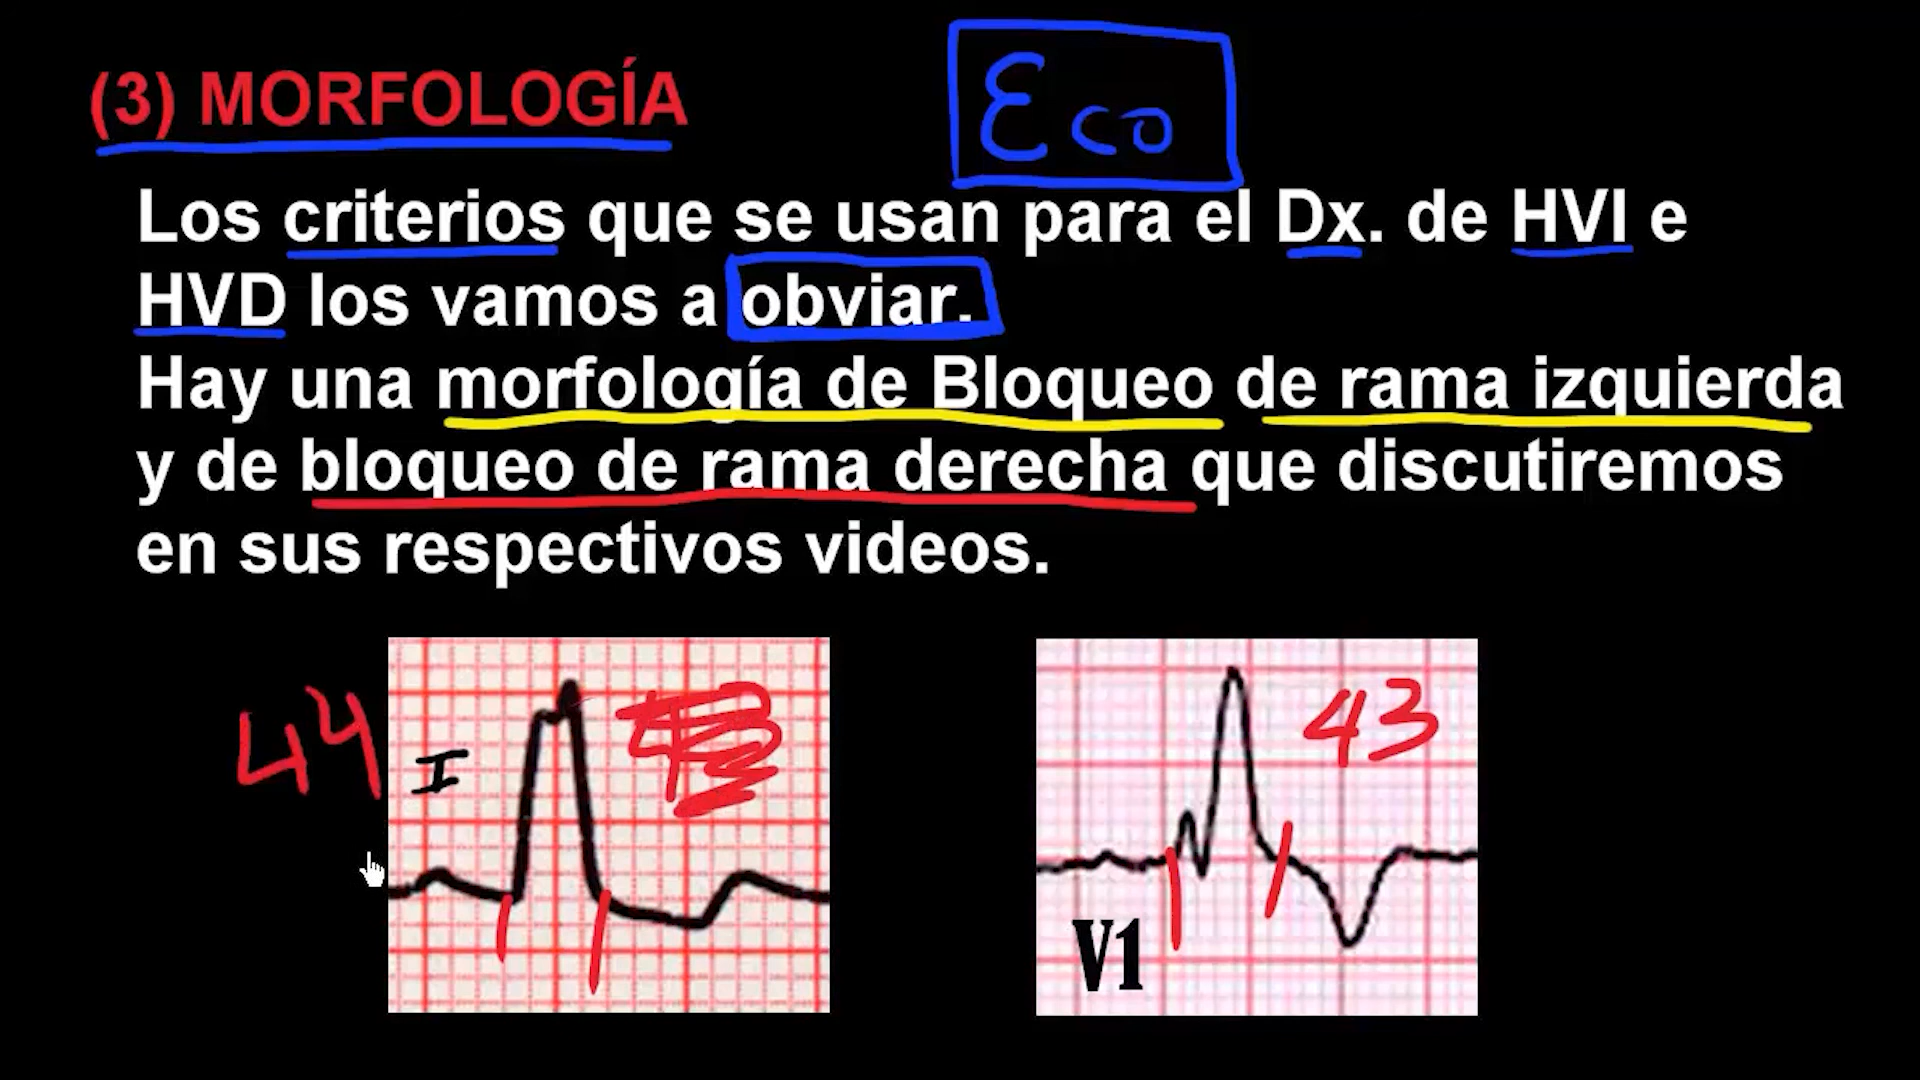 (3) MORFOLOGÍA
Eco
Los criterios que se usan para el Dx. de HVI e
HVD los vamos a obviar.
Hay una morfología de Bloqueo de rama izquierda
y de bloqueo de rama derecha que discutiremos
en sus respectivos videos.
44
I
43
V1